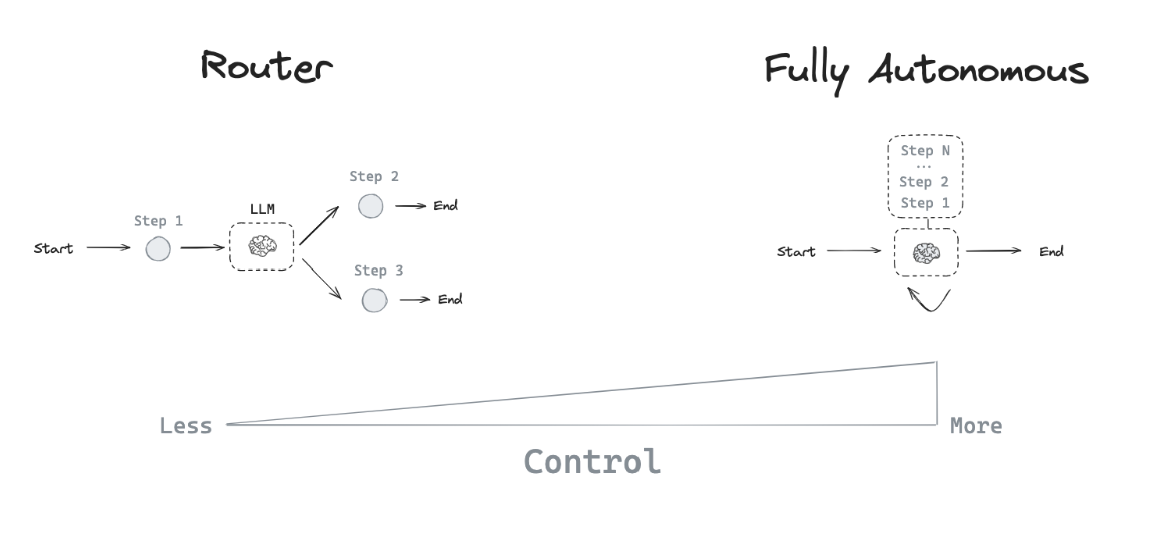 Router
Fully Autonomous
Step 2
LLM
Step 1
End
Start
Step 3
End
Step N
...
Step 2
Step 1
Start
End
Less
More
Control